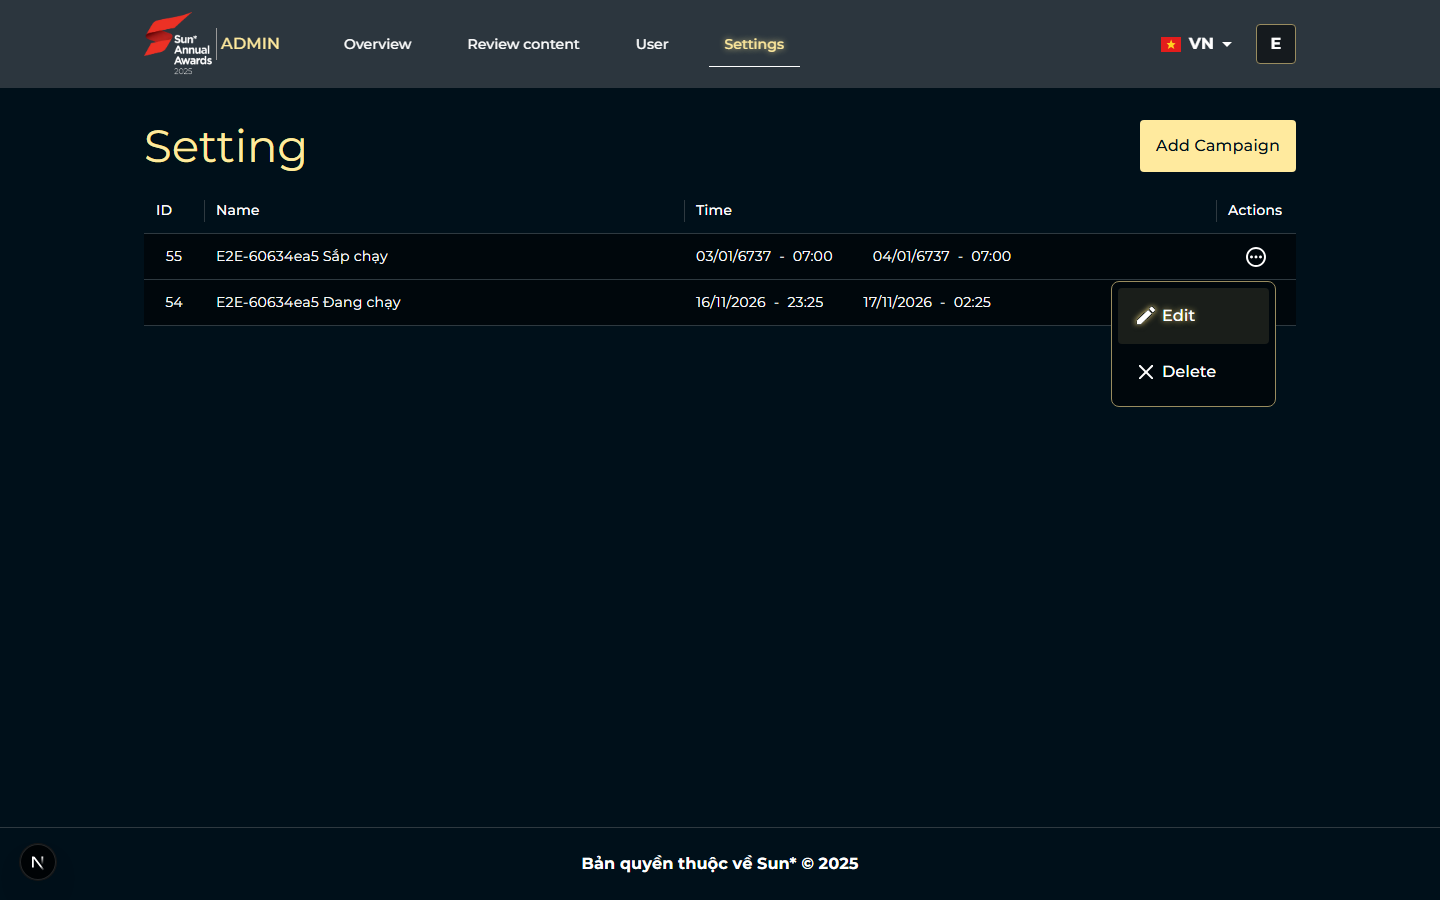 Sun*
Annual
Awards
2025
ADMIN
Overview
Review content
User
Settings
VN
E
Setting
Add Campaign
ID
Name
Time
Actions
55
E2E-60634ea5 Sắp chạy
03/01/6737 - 07:00
04/01/6737 - 07:00
54
E2E-60634ea5 Đang chạy
16/11/2026 - 23:25
17/11/2026 - 02:25
Edit
Delete
N
Bản quyền thuộc về Sun* © 2025